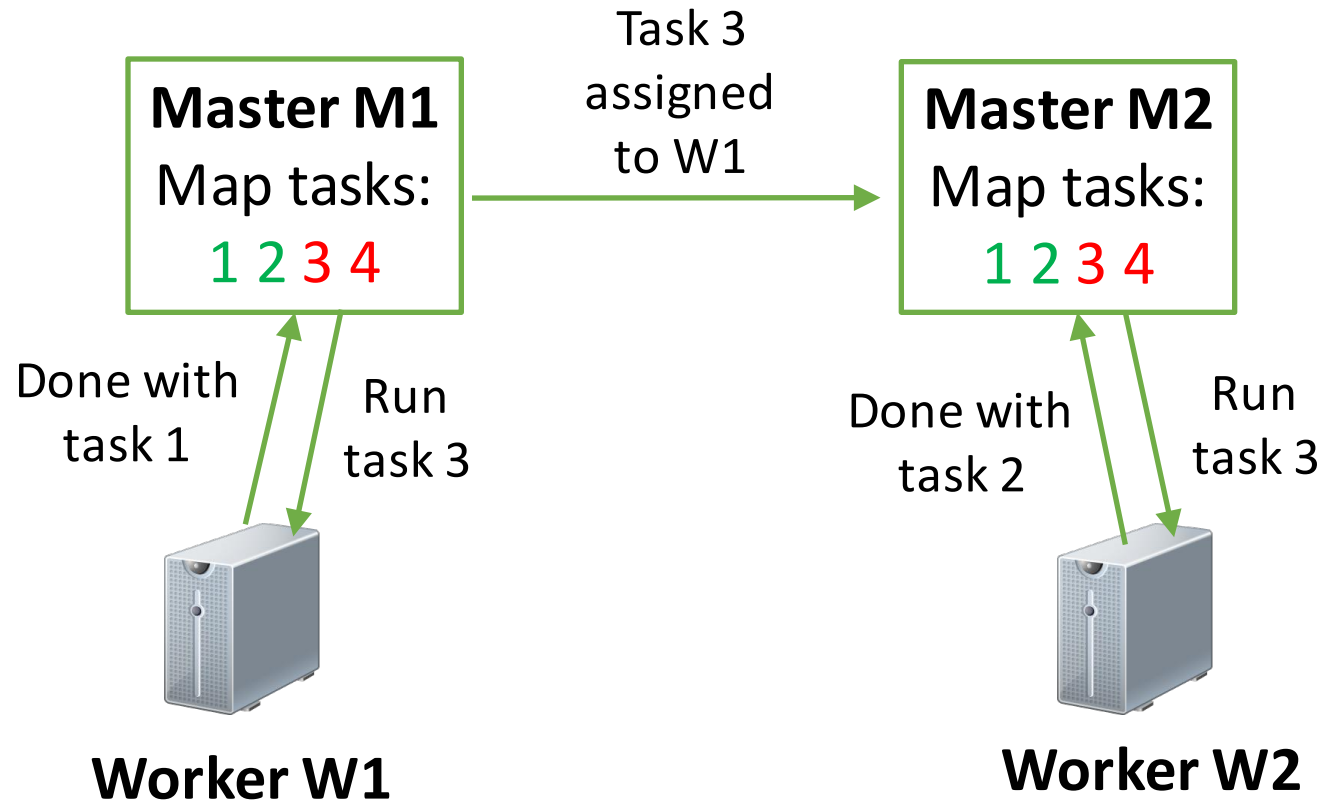 Task 3
assigned
to W1
Master M1
Map tasks:
1 2 3 4
Master M2
Map tasks:
1 2 3 4
Done with
task 1
Run
task 3
Done with
task 2
Run
task 3
Worker W1
Worker W2